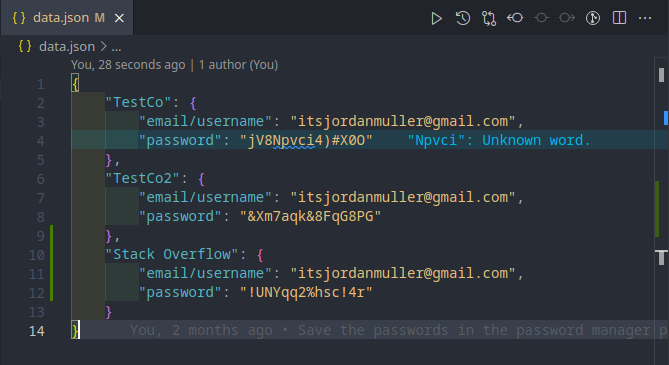 { } data.json M ×
{ } data.json > ...
You, 28 seconds ago | 1 author (You)
1 {
2 "TestCo": {
3 "email/username": "itsjordanmuller@gmail.com",
4 "password": "jV8Npvci4)#X0O" "Npvci": Unknown word.
5 },
6 "TestCo2": {
7 "email/username": "itsjordanmuller@gmail.com",
8 "password": "&Xm7aqk&8FqG8PG"
9 },
10 "Stack Overflow": {
11 "email/username": "itsjordanmuller@gmail.com",
12 "password": "!UNYqq2%hsc!4r"
13 }
14 } You, 2 months ago • Save the passwords in the password manager p